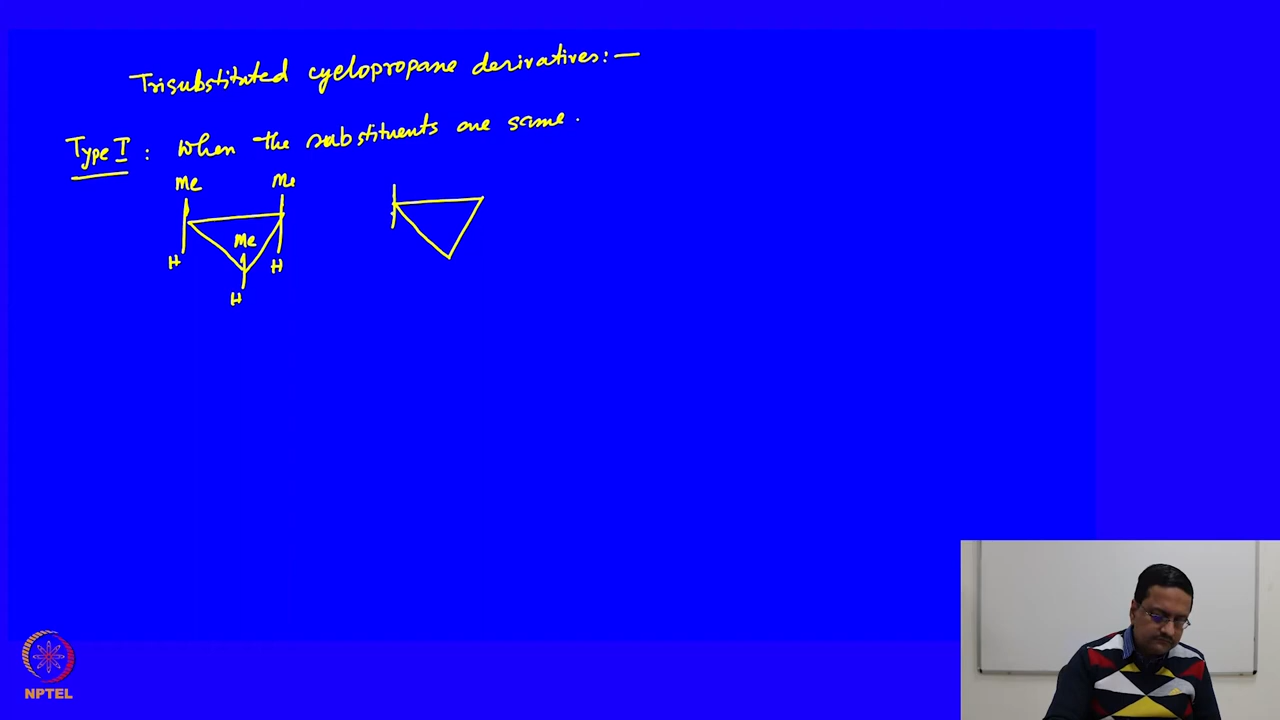 Trisubstituted cyclopropane derivatives:—
Type I: When the substituents are same.
Me Me
Me
H H
H
NPTEL